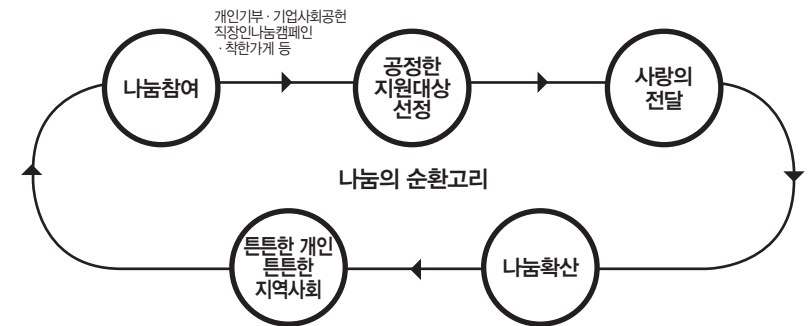 개인기부 · 기업사회공헌
직장인나눔캠페인
· 착한가게 등
나눔참여
공정한
지원대상
선정
사랑의
전달
나눔의 순환고리
튼튼한 개인
튼튼한
지역사회
나눔확산